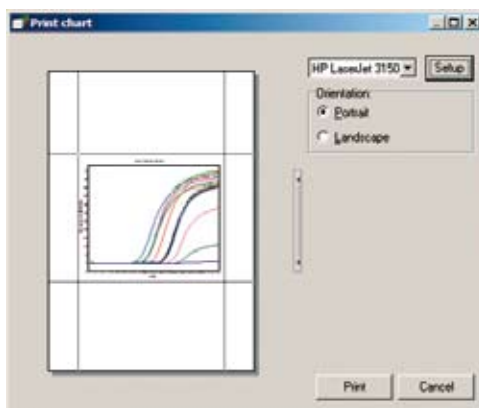 Print chart
HP LaserJet 3150
Setup
Orientation:
Portrait
Landscape
Print
Cancel